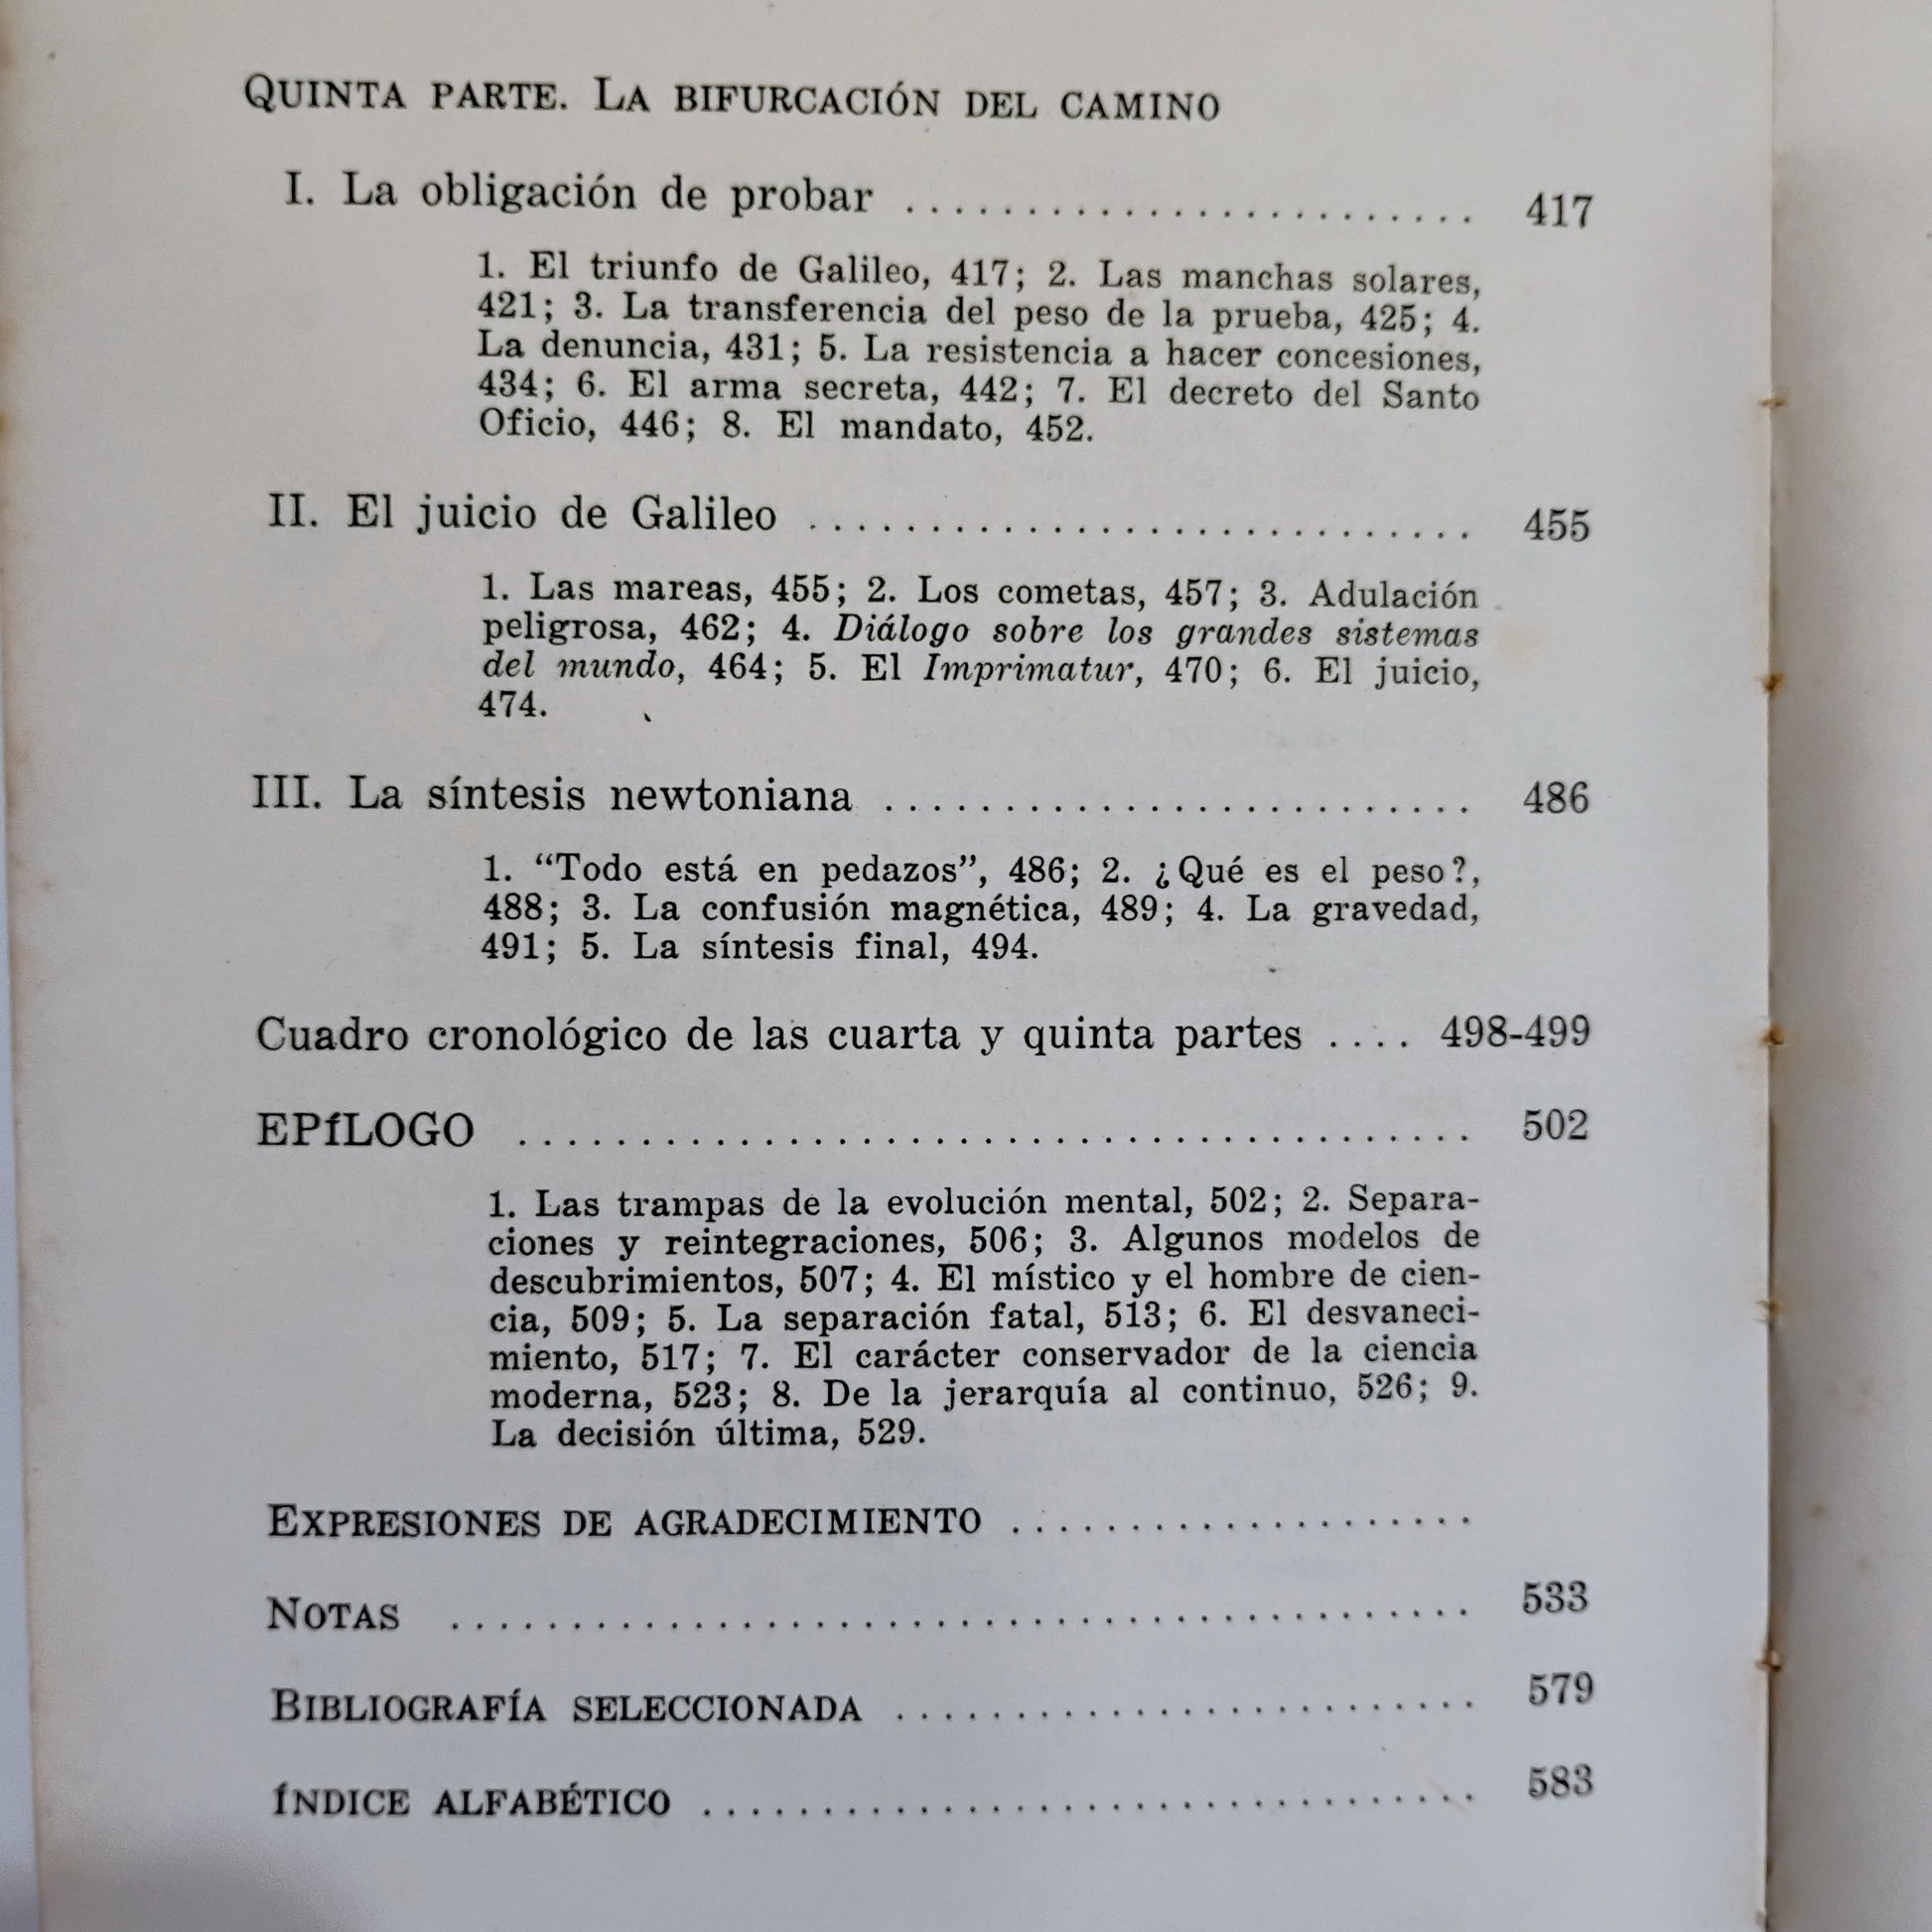 QUINTA PARTE. LA BIFURCACIÓN DEL CAMINO
I. La obligación de probar ........................ 417
1. El triunfo de Galileo, 417; 2. Las manchas solares,
421; 3. La transferencia del peso de la prueba, 425; 4.
La denuncia, 431; 5. La resistencia a hacer concesiones,
434; 6. El arma secreta, 442; 7. El decreto del Santo
Oficio, 446; 8. El mandato, 452.
II. El juicio de Galileo ............................ 455
1. Las mareas, 455; 2. Los cometas, 457; 3. Adulación
peligrosa, 462; 4. Diálogo sobre los grandes sistemas
del mundo, 464; 5. El Imprimatur, 470; 6. El juicio,
474.
III. La síntesis newtoniana ......................... 486
1. “Todo está en pedazos”, 486; 2. ¿Qué es el peso?,
488; 3. La confusión magnética, 489; 4. La gravedad,
491; 5. La síntesis final, 494.
Cuadro cronológico de las cuarta y quinta partes .... 498-499
EPíLOGO ........................................ 502
1. Las trampas de la evolución mental, 502; 2. Separa-
ciones y reintegraciones, 506; 3. Algunos modelos de
descubrimientos, 507; 4. El místico y el hombre de cien-
cia, 509; 5. La separación fatal, 513; 6. El desvaneci-
miento, 517; 7. El carácter conservador de la ciencia
moderna, 523; 8. De la jerarquía al continuo, 526; 9.
La decisión última, 529.
EXPRESIONES DE AGRADECIMIENTO ....................
NOTAS ........................................... 533
BIBLIOGRAFÍA SELECCIONADA ........................ 579
ÍNDICE ALFABÉTICO ................................ 583